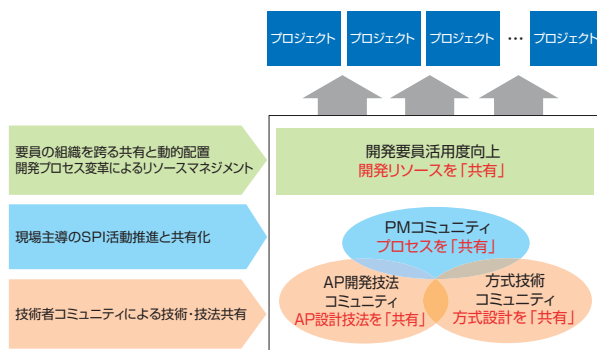 プロジェクト プロジェクト プロジェクト … プロジェクト
要員の組織を跨る共有と動的配置
開発プロセス変革によるリソースマネジメント
開発要員活用度向上
開発リソースを「共有」
現場主導のSPI活動推進と共有化
PMコミュニティ
プロセスを「共有」
技術者コミュニティによる技術・技法共有
AP開発技法
コミュニティ
AP設計技法を「共有」
方式技術
コミュニティ
方式設計を「共有」